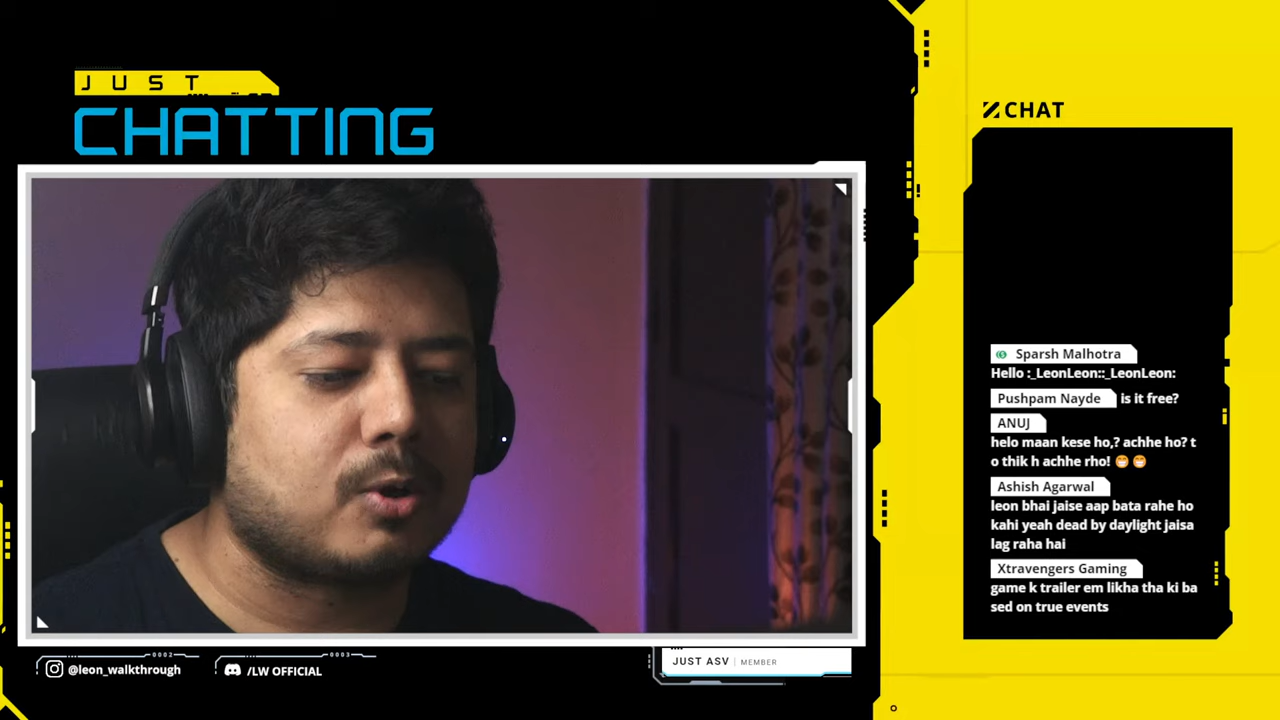 JUST
CHATTING
CHAT
Sparsh Malhotra
Hello :_LeonLeon::_LeonLeon:
Pushpam Nayde is it free?
ANUJ
helo maan kese ho,? achhe ho? t
o thik h achhe rho! 😁 😁
Ashish Agarwal
leon bhai jaise aap bata rahe ho
kahi yeah dead by daylight jaisa
lag raha hai
Xtravengers Gaming
game k trailer em likha tha ki ba
sed on true events
0002
@leon_walkthrough
0003
/LW OFFICIAL
JUST ASV | MEMBER